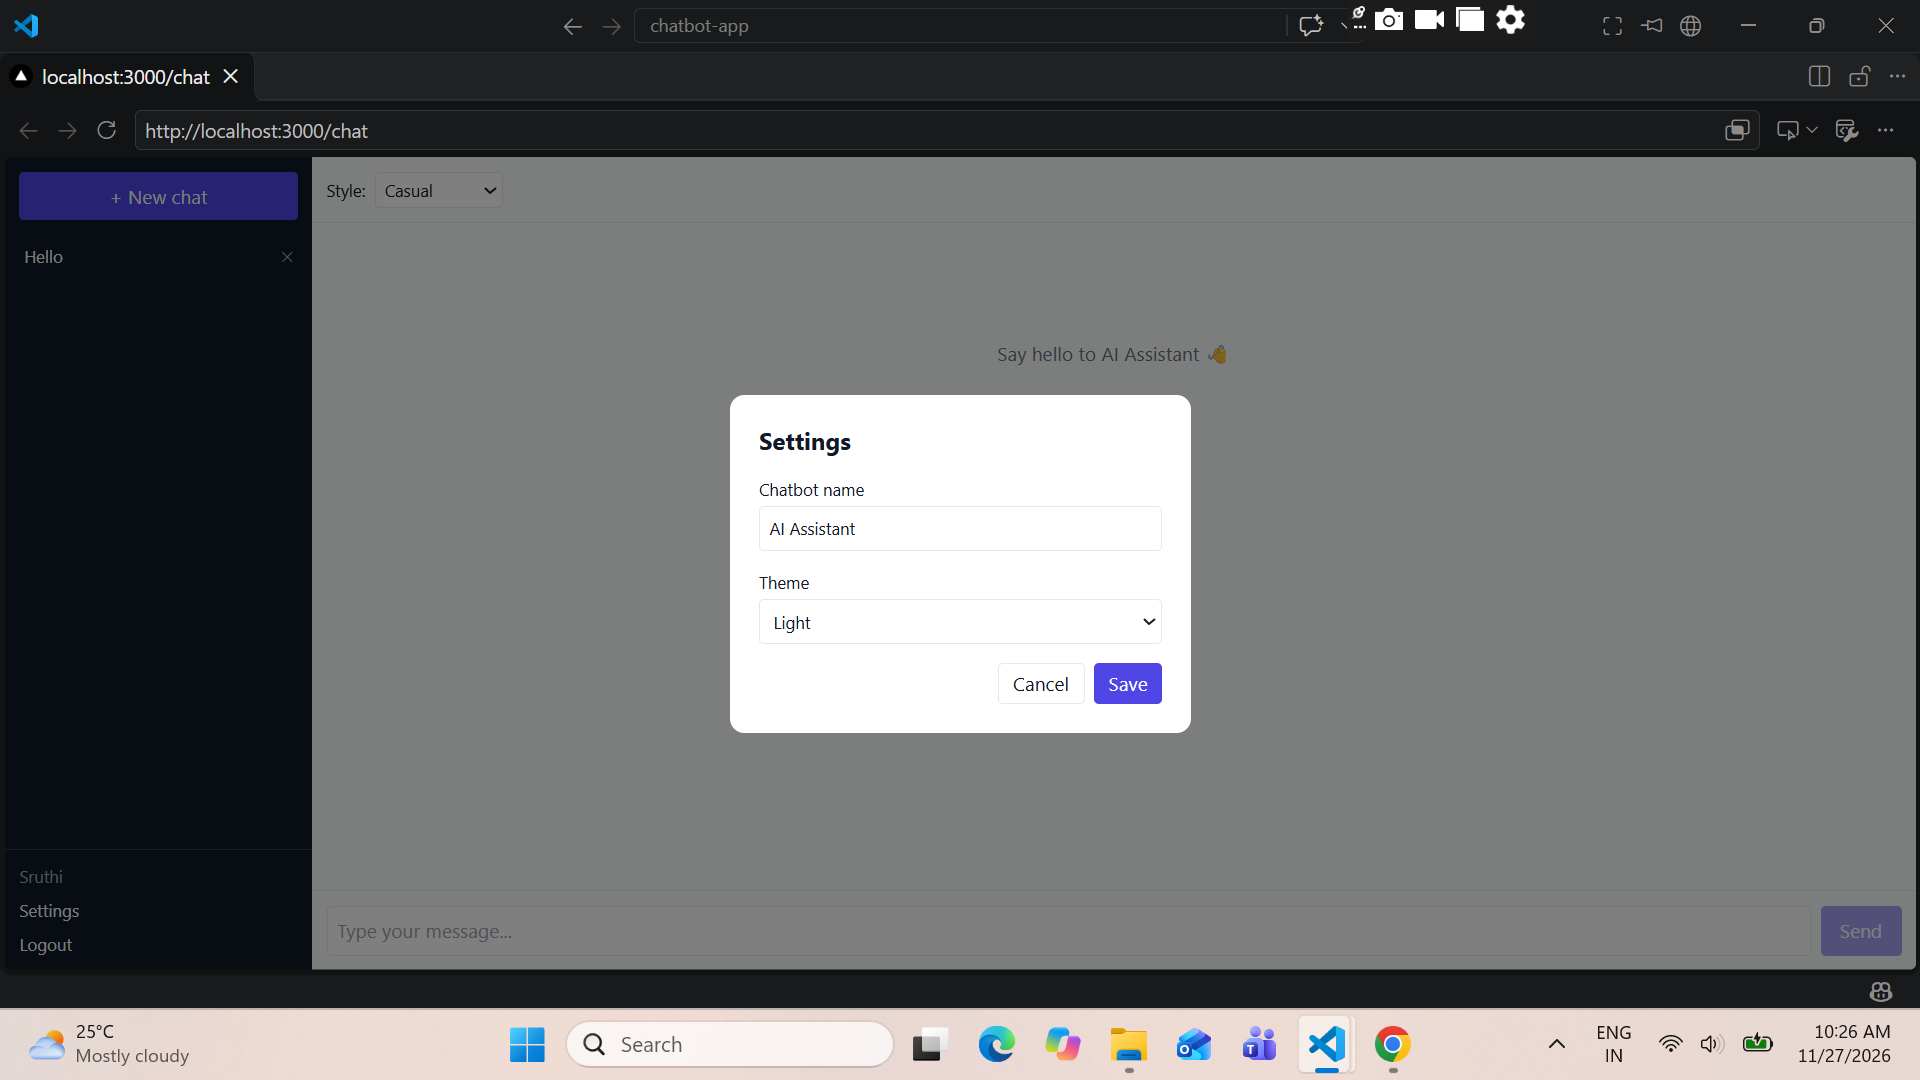 chatbot-app
localhost:3000/chat
http://localhost:3000/chat
+ New chat
Hello
Sruthi
Settings
Logout
Style: Casual
Say hello to AI Assistant 👋
Settings
Chatbot name
AI Assistant
Theme
Light
Cancel Save
Type your message...
Send
25°C
Mostly cloudy
Search
ENG
IN
10:26 AM
11/27/2026